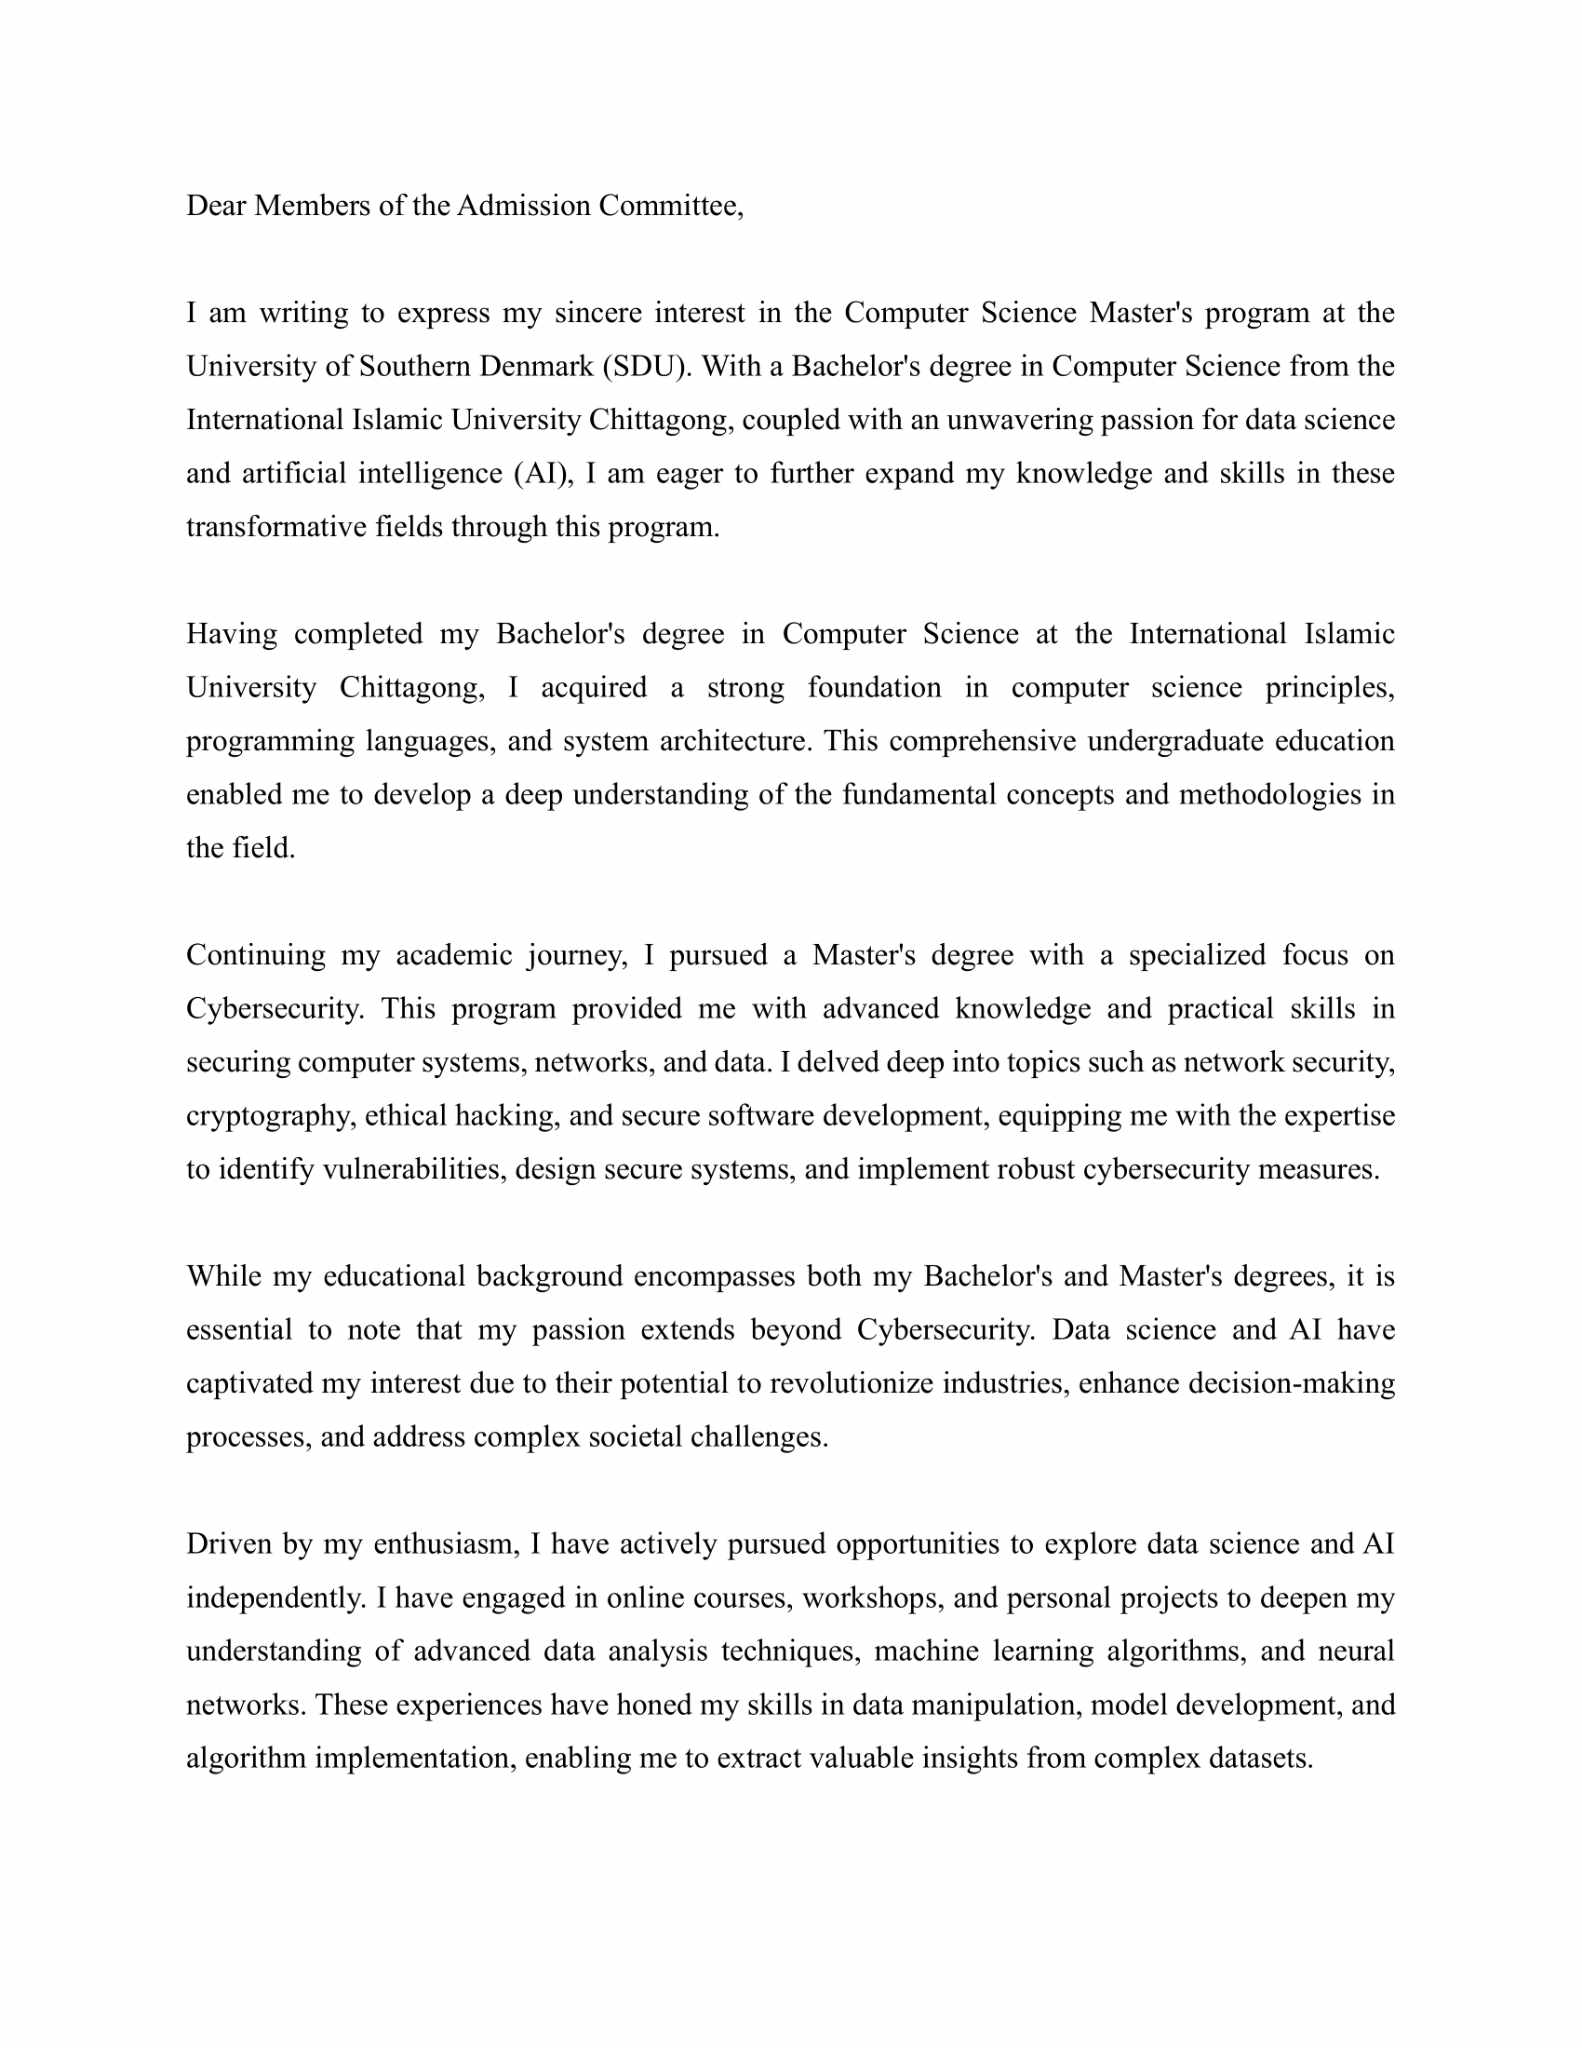 Dear Members of the Admission Committee,
I am writing to express my sincere interest in the Computer Science Master's program at the
University of Southern Denmark (SDU). With a Bachelor's degree in Computer Science from the
International Islamic University Chittagong, coupled with an unwavering passion for data science
and artificial intelligence (AI), I am eager to further expand my knowledge and skills in these
transformative fields through this program.
Having completed my Bachelor's degree in Computer Science at the International Islamic
University Chittagong, I acquired a strong foundation in computer science principles,
programming languages, and system architecture. This comprehensive undergraduate education
enabled me to develop a deep understanding of the fundamental concepts and methodologies in
the field.
Continuing my academic journey, I pursued a Master's degree with a specialized focus on
Cybersecurity. This program provided me with advanced knowledge and practical skills in
securing computer systems, networks, and data. I delved deep into topics such as network security,
cryptography, ethical hacking, and secure software development, equipping me with the expertise
to identify vulnerabilities, design secure systems, and implement robust cybersecurity measures.
While my educational background encompasses both my Bachelor's and Master's degrees, it is
essential to note that my passion extends beyond Cybersecurity. Data science and AI have
captivated my interest due to their potential to revolutionize industries, enhance decision-making
processes, and address complex societal challenges.
Driven by my enthusiasm, I have actively pursued opportunities to explore data science and AI
independently. I have engaged in online courses, workshops, and personal projects to deepen my
understanding of advanced data analysis techniques, machine learning algorithms, and neural
networks. These experiences have honed my skills in data manipulation, model development, and
algorithm implementation, enabling me to extract valuable insights from complex datasets.